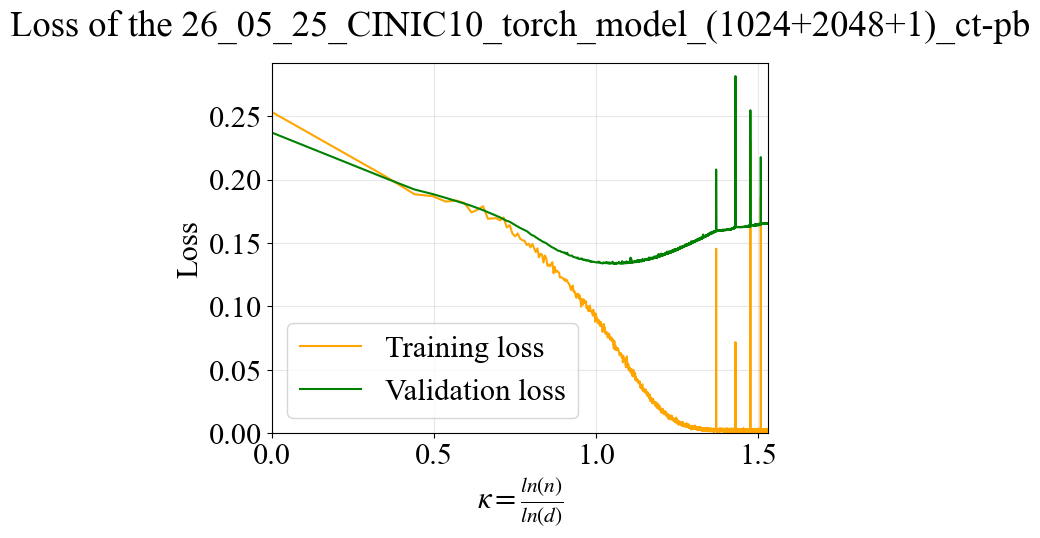 Loss of the 26_05_25_CINIC10_torch_model_(1024+2048+1)_ct-pb
Loss
0.25
0.20
0.15
0.10
0.05
0.00
Training loss
Validation loss
0.0 0.5 1.0 1.5
κ = ln(n)/ln(d)